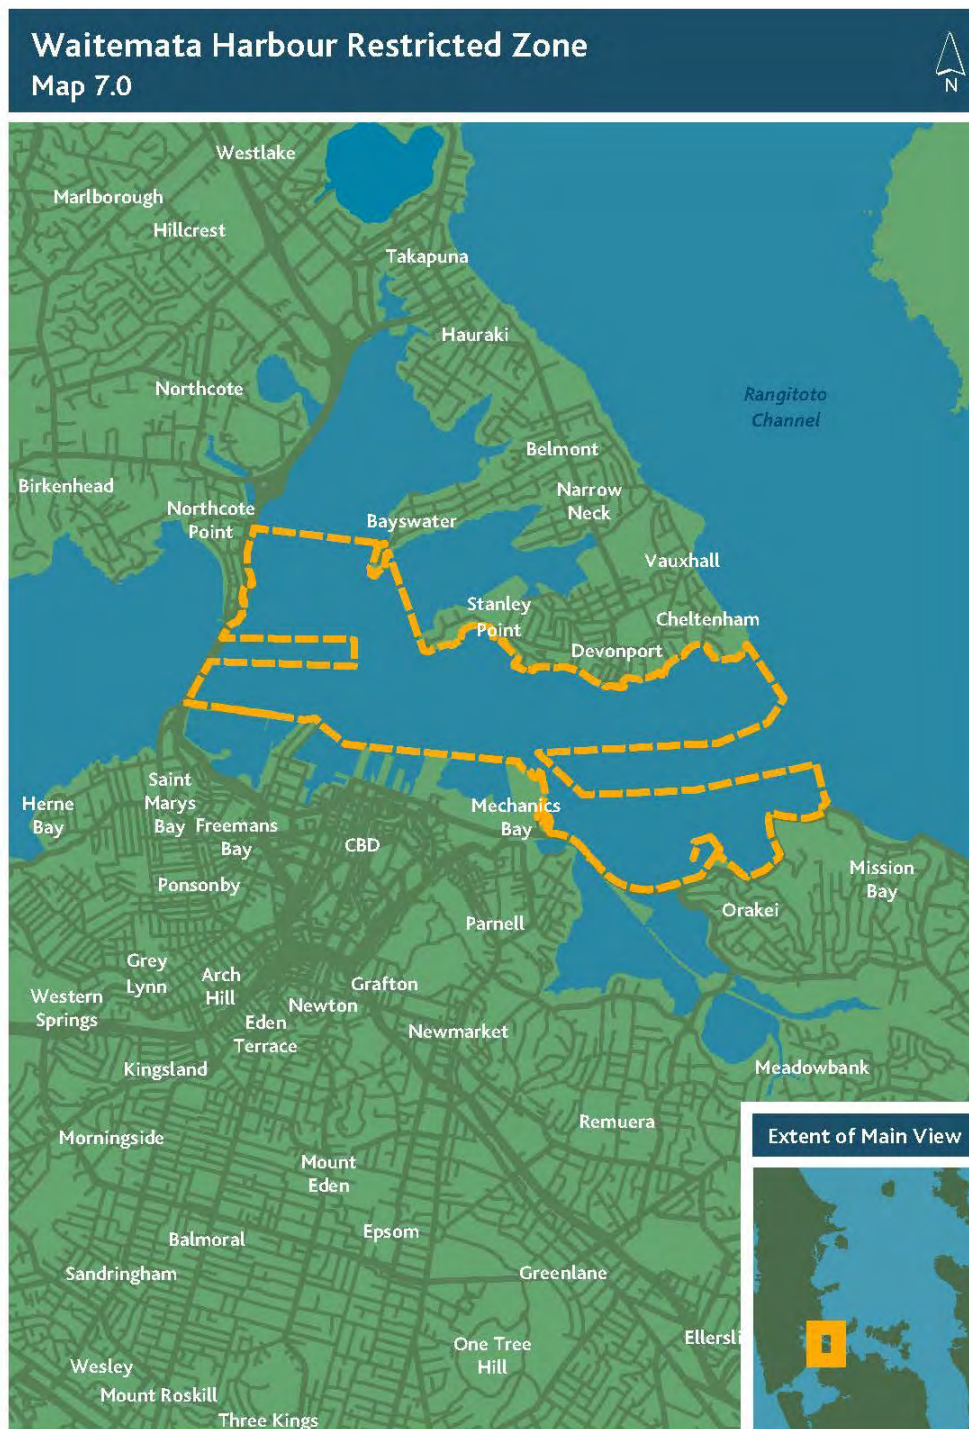 Waitemata Harbour Restricted Zone
Map 7.0
N
Westlake
Marlborough
Hillcrest
Takapuna
Hauraki
Northcote
Rangitoto
Channel
Belmont
Birkenhead
Narrow
Neck
Northcote
Point
Bayswater
Vauxhall
Stanley
Point
Cheltenham
Devonport
Saint
Marys
Bay
Herne
Bay
Freemans
Bay
Mechanics
Bay
CBD
Mission
Bay
Ponsonby
Orakei
Parnell
Grey
Lynn
Arch
Hill
Grafton
Western
Springs
Newton
Eden
Terrace
Newmarket
Kingsland
Meadowbank
Remuera
Morningside
Extent of Main View
Mount
Eden
Epsom
Balmoral
Sandringham
Greenlane
One Tree
Hill
Ellersli
Wesley
Mount Roskill
Three Kings